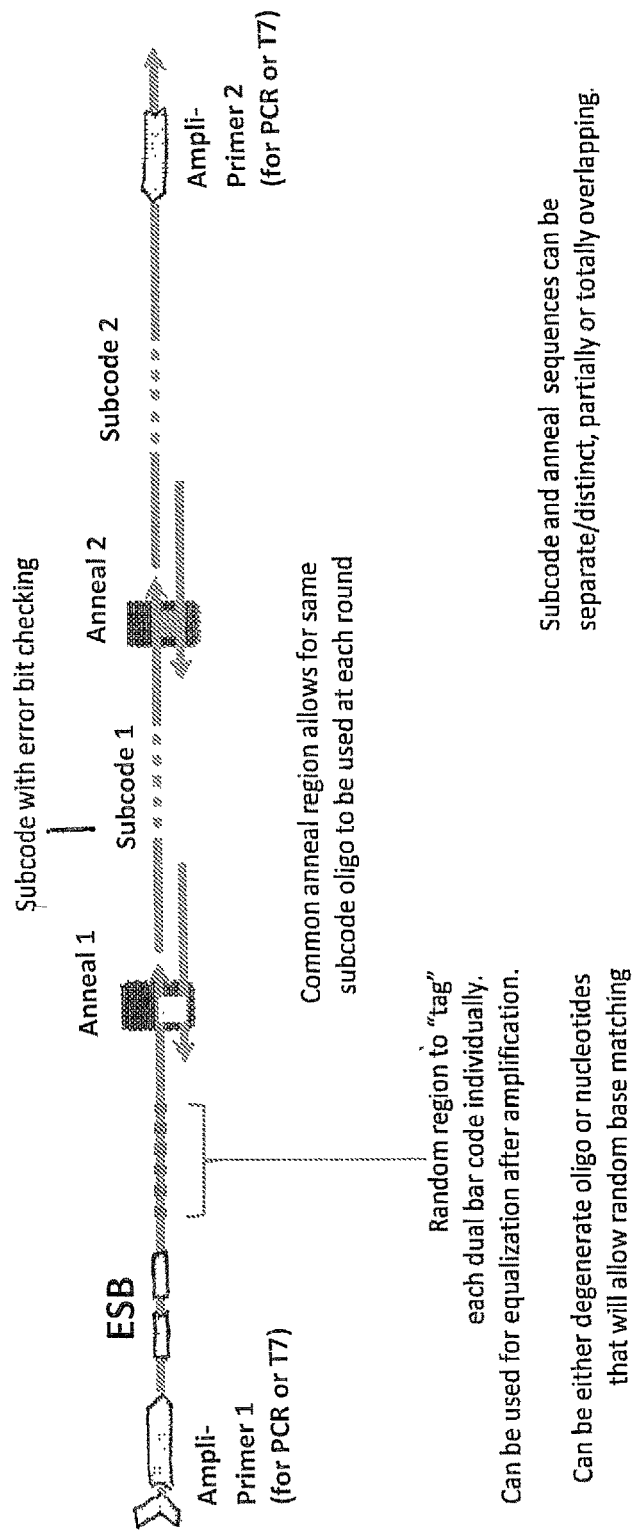 Subcode with error bit checking
ESB
Anneal 1
Subcode 1
Anneal 2
Subcode 2
Ampli-
Primer 1
(for PCR or T7)
Ampli-
Primer 2
(for PCR or T7)
Common anneal region allows for same
subcode oligo to be used at each round
Random region to “tag”
each dual bar code individually.
Can be used for equalization after amplification.
Can be either degenerate oligo or nucleotides
that will allow random base matching
Subcode and anneal sequences can be
separate/distinct, partially or totally overlapping.